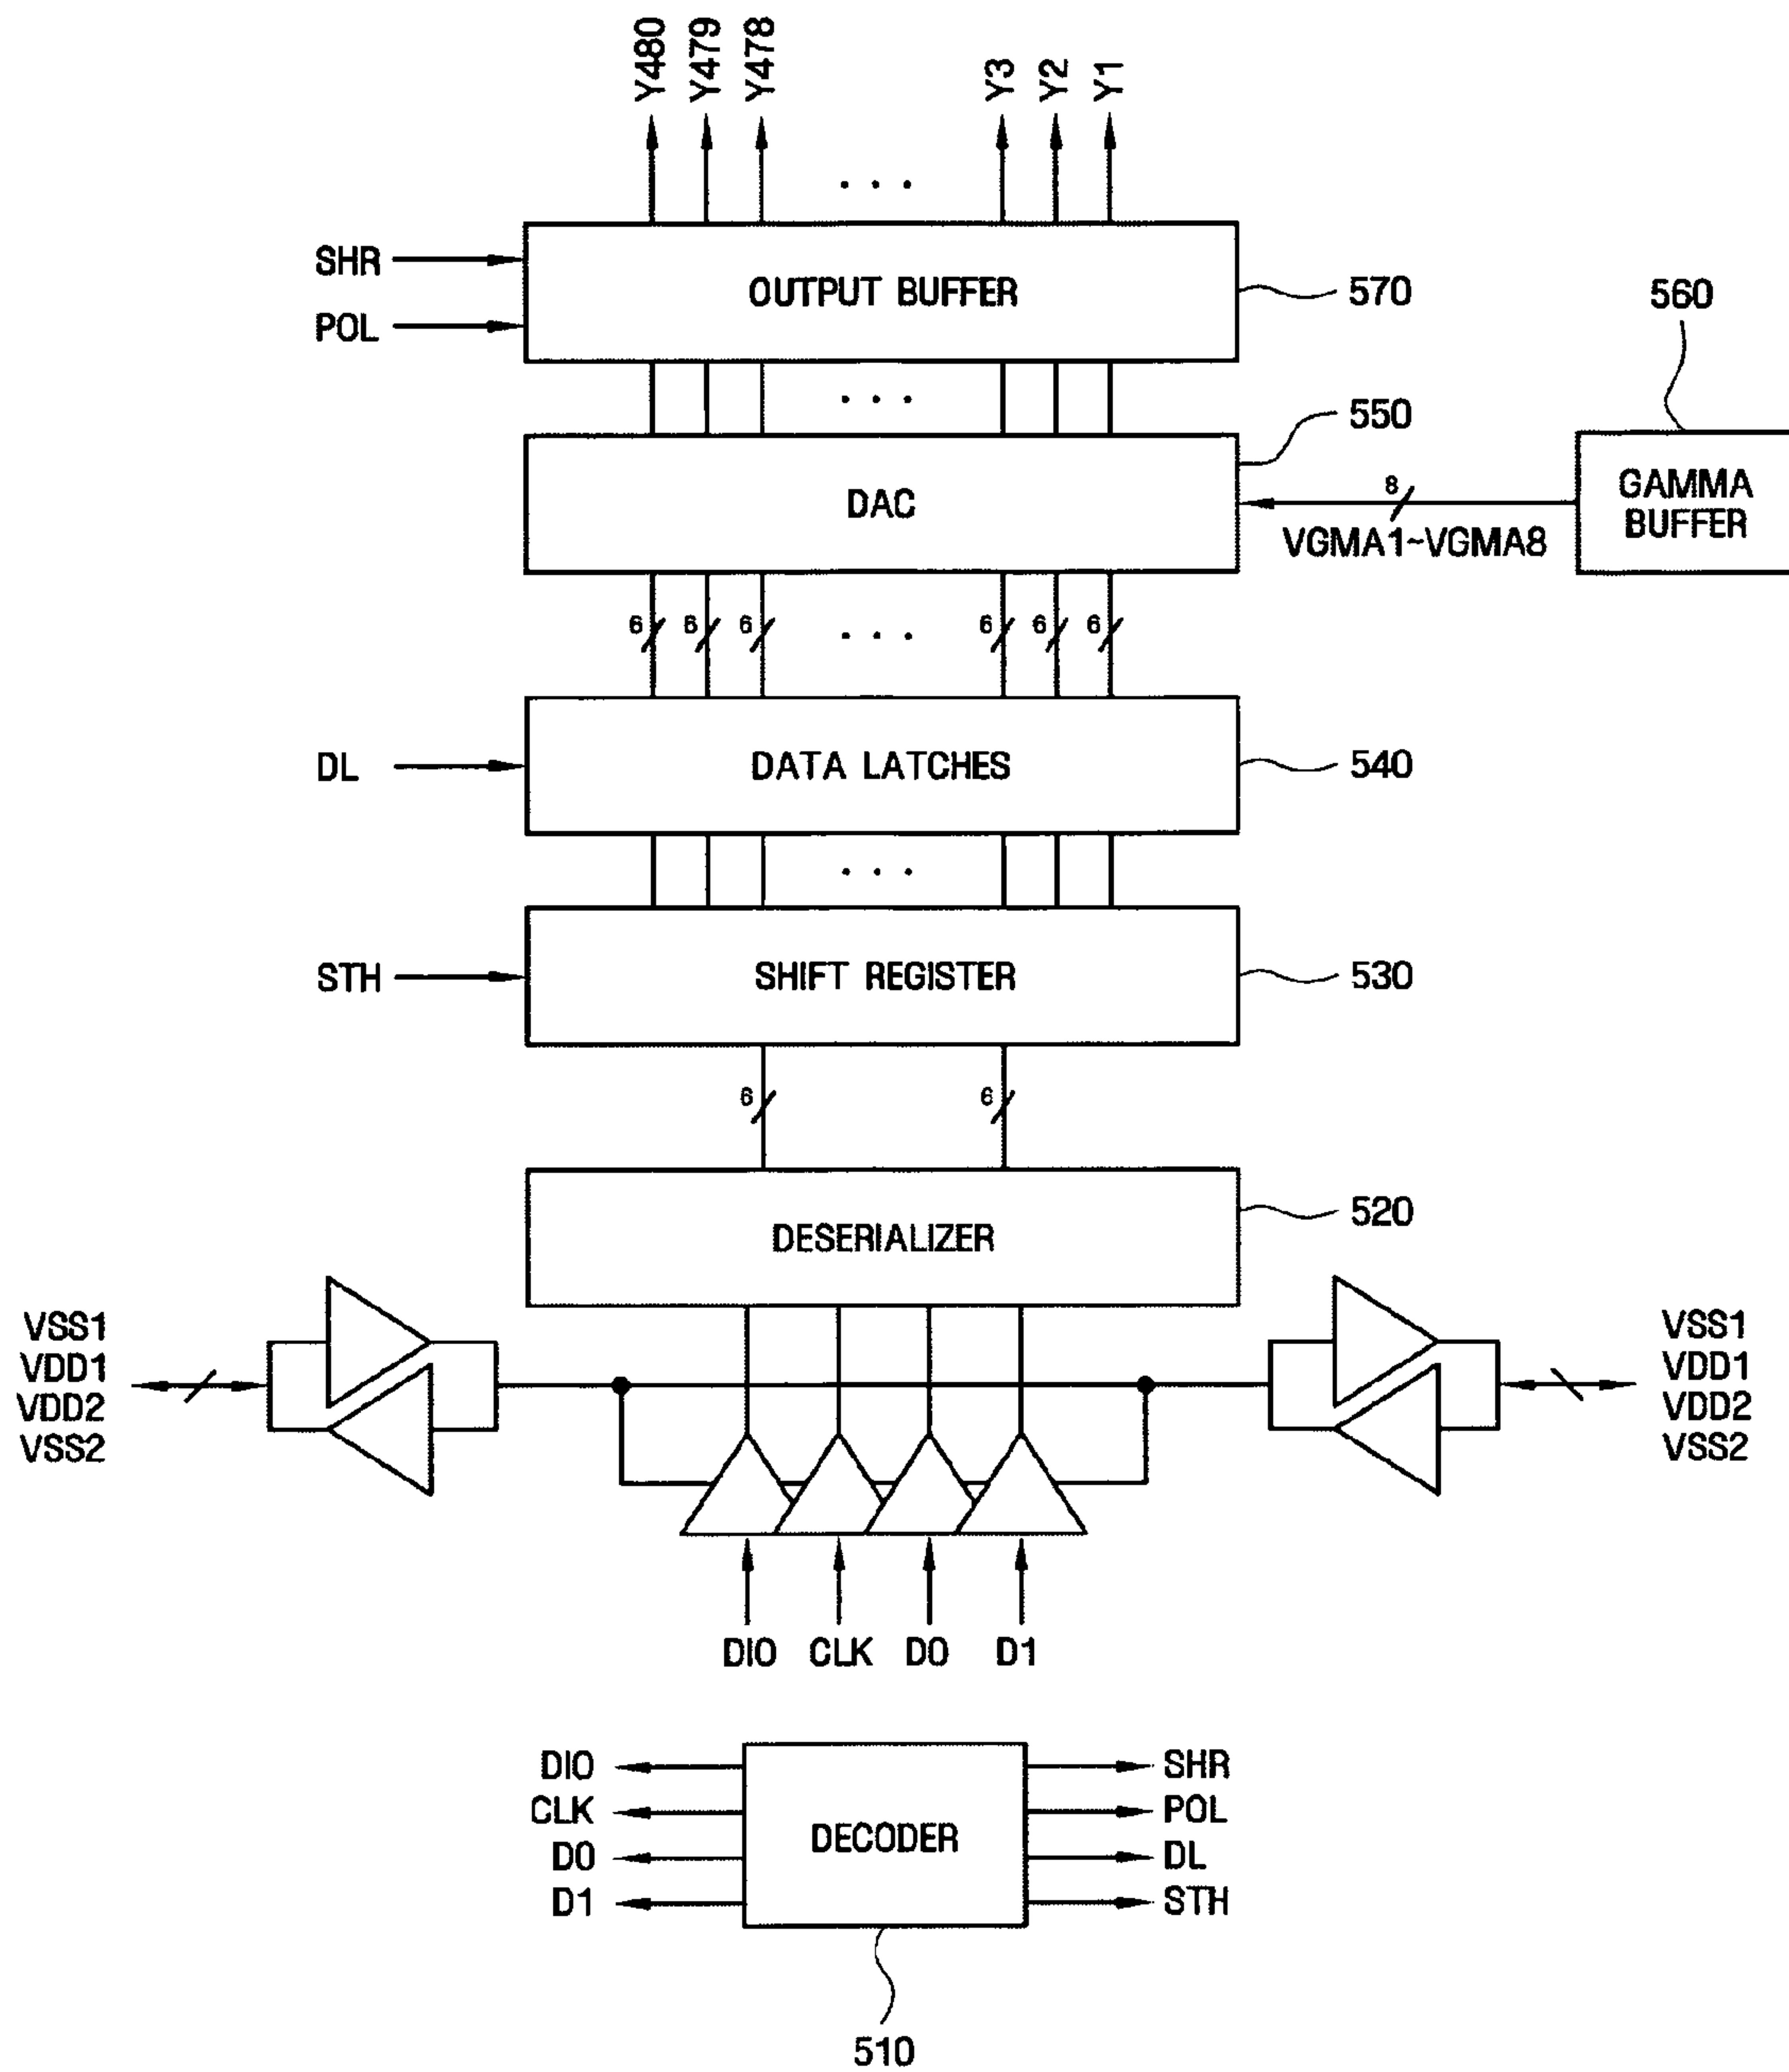 Y480 Y479 Y478 Y3 Y2 Y1
. . .
SHR
OUTPUT BUFFER
570
POL
560
. . .
550
DAC
8
VGMA1~VGMA8
GAMMA
BUFFER
6 6 6 . . . 6 6 6
DL
DATA LATCHES
540
. . .
STH
SHIFT REGISTER
530
6 6
DESERIALIZER
520
VSS1
VDD1
VDD2
VSS2
VSS1
VDD1
VDD2
VSS2
DIO CLK D0 D1
DIO
CLK
D0
D1
DECODER
SHR
POL
DL
STH
510